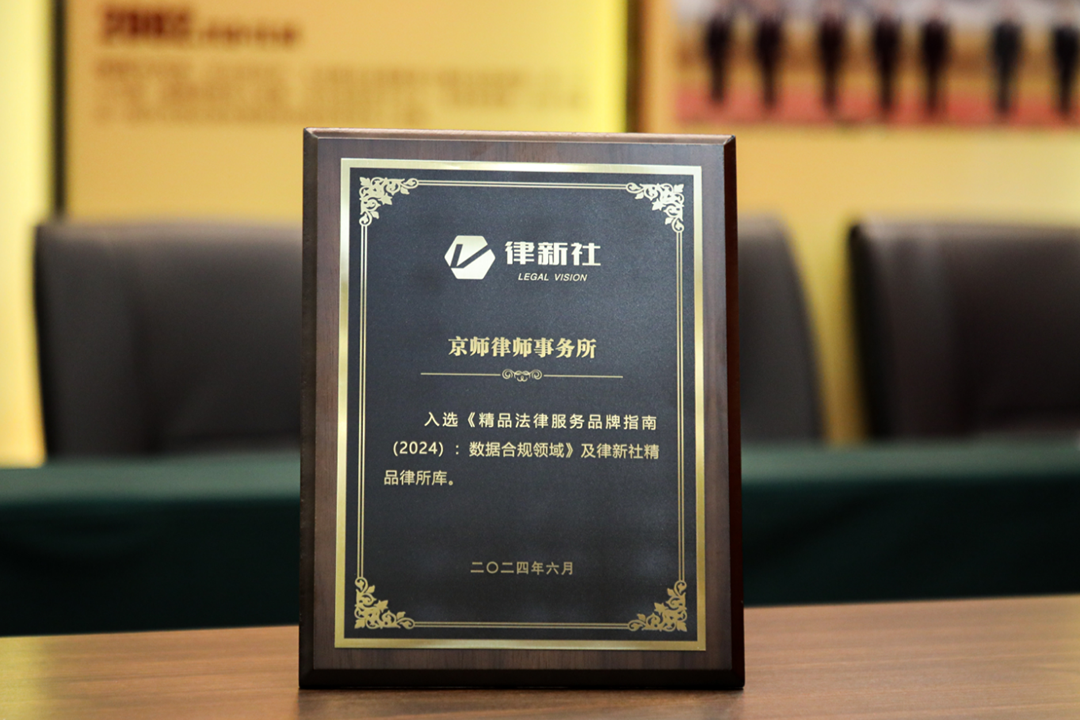 2002
律新社
LEGAL VISION
京师律师事务所
入选《精品法律服务品牌指南
（2024）：数据合规领域》及律新社精
品律所库。
二〇二四年六月